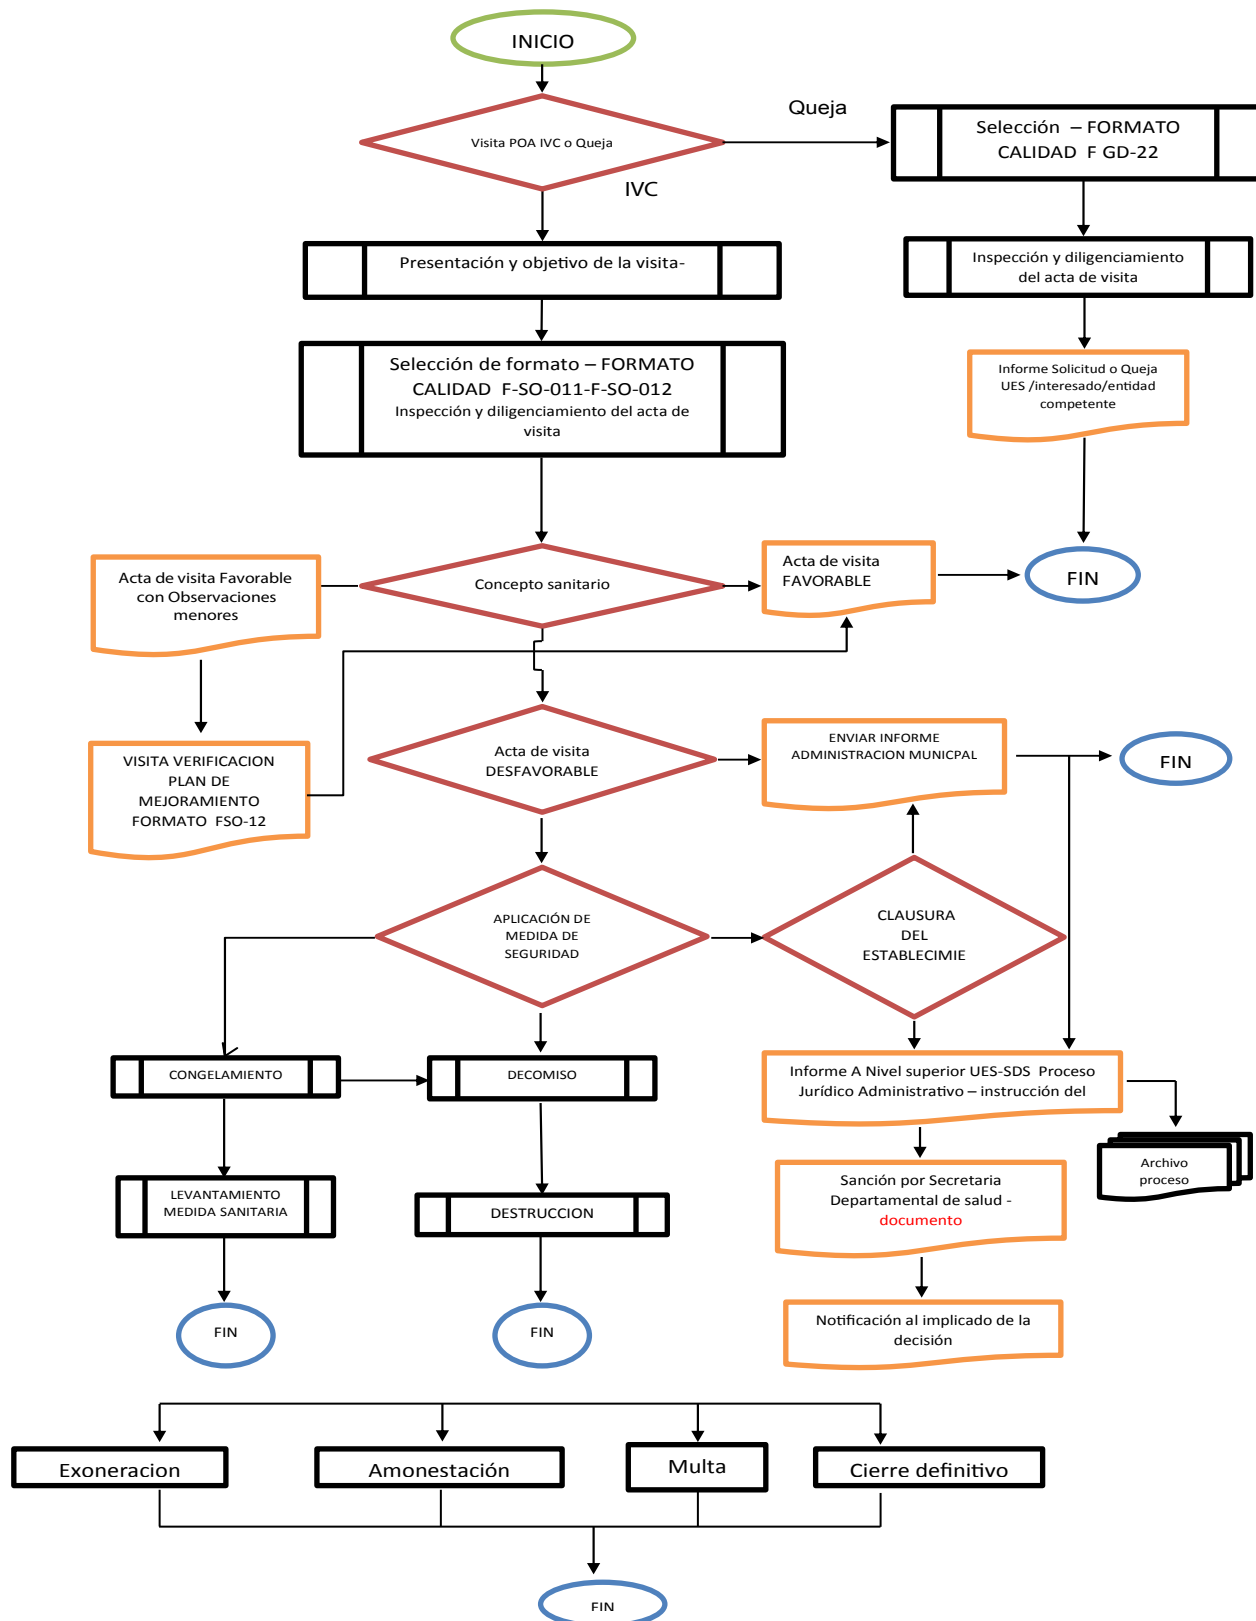 INICIO
Visita POA IVC o Queja
Queja
IVC
Selección – FORMATO
CALIDAD F GD-22
Presentación y objetivo de la visita-
Inspección y diligenciamiento
del acta de visita
Selección de formato – FORMATO
CALIDAD F-SO-011-F-SO-012
Inspección y diligenciamiento del acta de
visita
Informe Solicitud o Queja
UES /interesado/entidad
competente
Acta de visita Favorable
con Observaciones
menores
Concepto sanitario
Acta de visita
FAVORABLE
FIN
VISITA VERIFICACION
PLAN DE
MEJORAMIENTO
FORMATO FSO-12
Acta de visita
DESFAVORABLE
ENVIAR INFORME
ADMINISTRACION MUNICPAL
FIN
APLICACIÓN DE
MEDIDA DE
SEGURIDAD
CLAUSURA
DEL
ESTABLECIMIE
CONGELAMIENTO
DECOMISO
Informe A Nivel superior UES-SDS Proceso
Jurídico Administrativo – instrucción del
Archivo
proceso
LEVANTAMIENTO
MEDIDA SANITARIA
DESTRUCCION
Sanción por Secretaria
Departamental de salud -
documento
FIN
FIN
Notificación al implicado de la
decisión
Exoneracion
Amonestación
Multa
Cierre definitivo
FIN